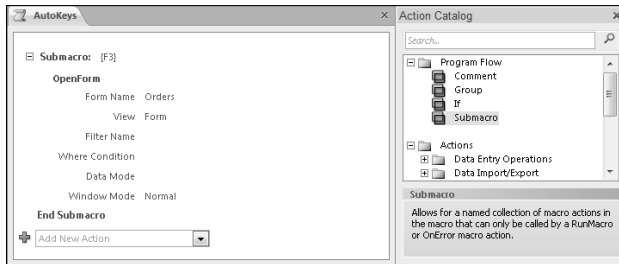 AutoKeys
Submacro: {F3}
OpenForm
Form Name Orders
View Form
Filter Name
Where Condition
Data Mode
Window Mode Normal
End Submacro
Add New Action
Action Catalog
Search...
Program Flow
Comment
Group
If
Submacro
Actions
Data Entry Operations
Data Import/Export
Submacro
Allows for a named collection of macro actions in
the macro that can only be called by a RunMacro
or OnError macro action.